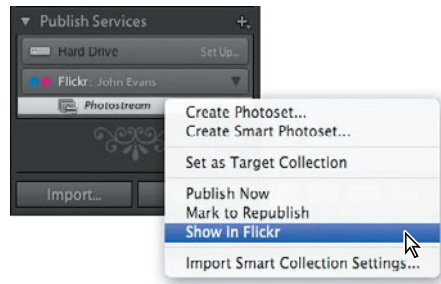 Publish Services
Hard Drive Set Up...
Flickr: John Evans
Photostream
Create Photoset...
Create Smart Photoset...
Set as Target Collection
Publish Now
Mark to Republish
Show in Flickr
Import Smart Collection Settings...
Import...